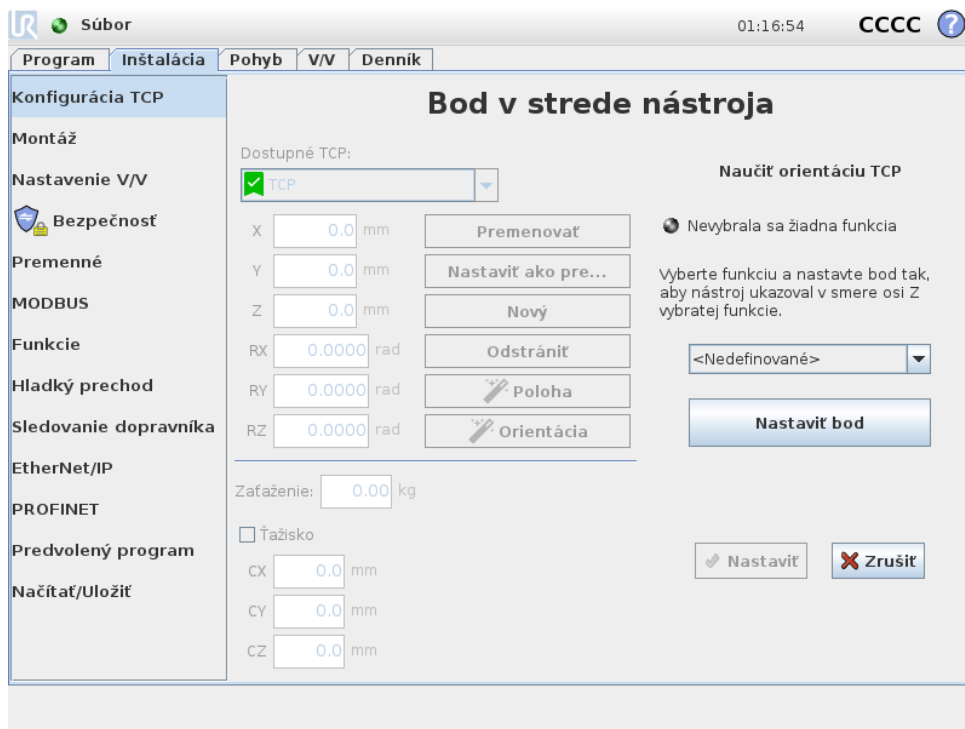 UR Súbor 01:16:54 CCCC ?
Program Inštalácia Pohyb V/V Denník
Konfigurácia TCP
Montáž
Nastavenie V/V
Bezpečnosť
Premenné
MODBUS
Funkcie
Hladký prechod
Sledovanie dopravníka
EtherNet/IP
PROFINET
Predvolený program
Načítať/Uložiť
Bod v strede nástroja
Dostupné TCP:
TCP
X 0.0 mm Premenovať
Y 0.0 mm Nastaviť ako pre...
Z 0.0 mm Nový
RX 0.0000 rad Odstrániť
RY 0.0000 rad Poloha
RZ 0.0000 rad Orientácia
Zaťaženie: 0.00 kg
Ťažisko
CX 0.0 mm
CY 0.0 mm
CZ 0.0 mm
Naučiť orientáciu TCP
Nevybrala sa žiadna funkcia
Vyberte funkciu a nastavte bod tak,
aby nástroj ukazoval v smere osi Z
vybratej funkcie.
<Nedefinované>
Nastaviť bod
Nastaviť Zrušiť